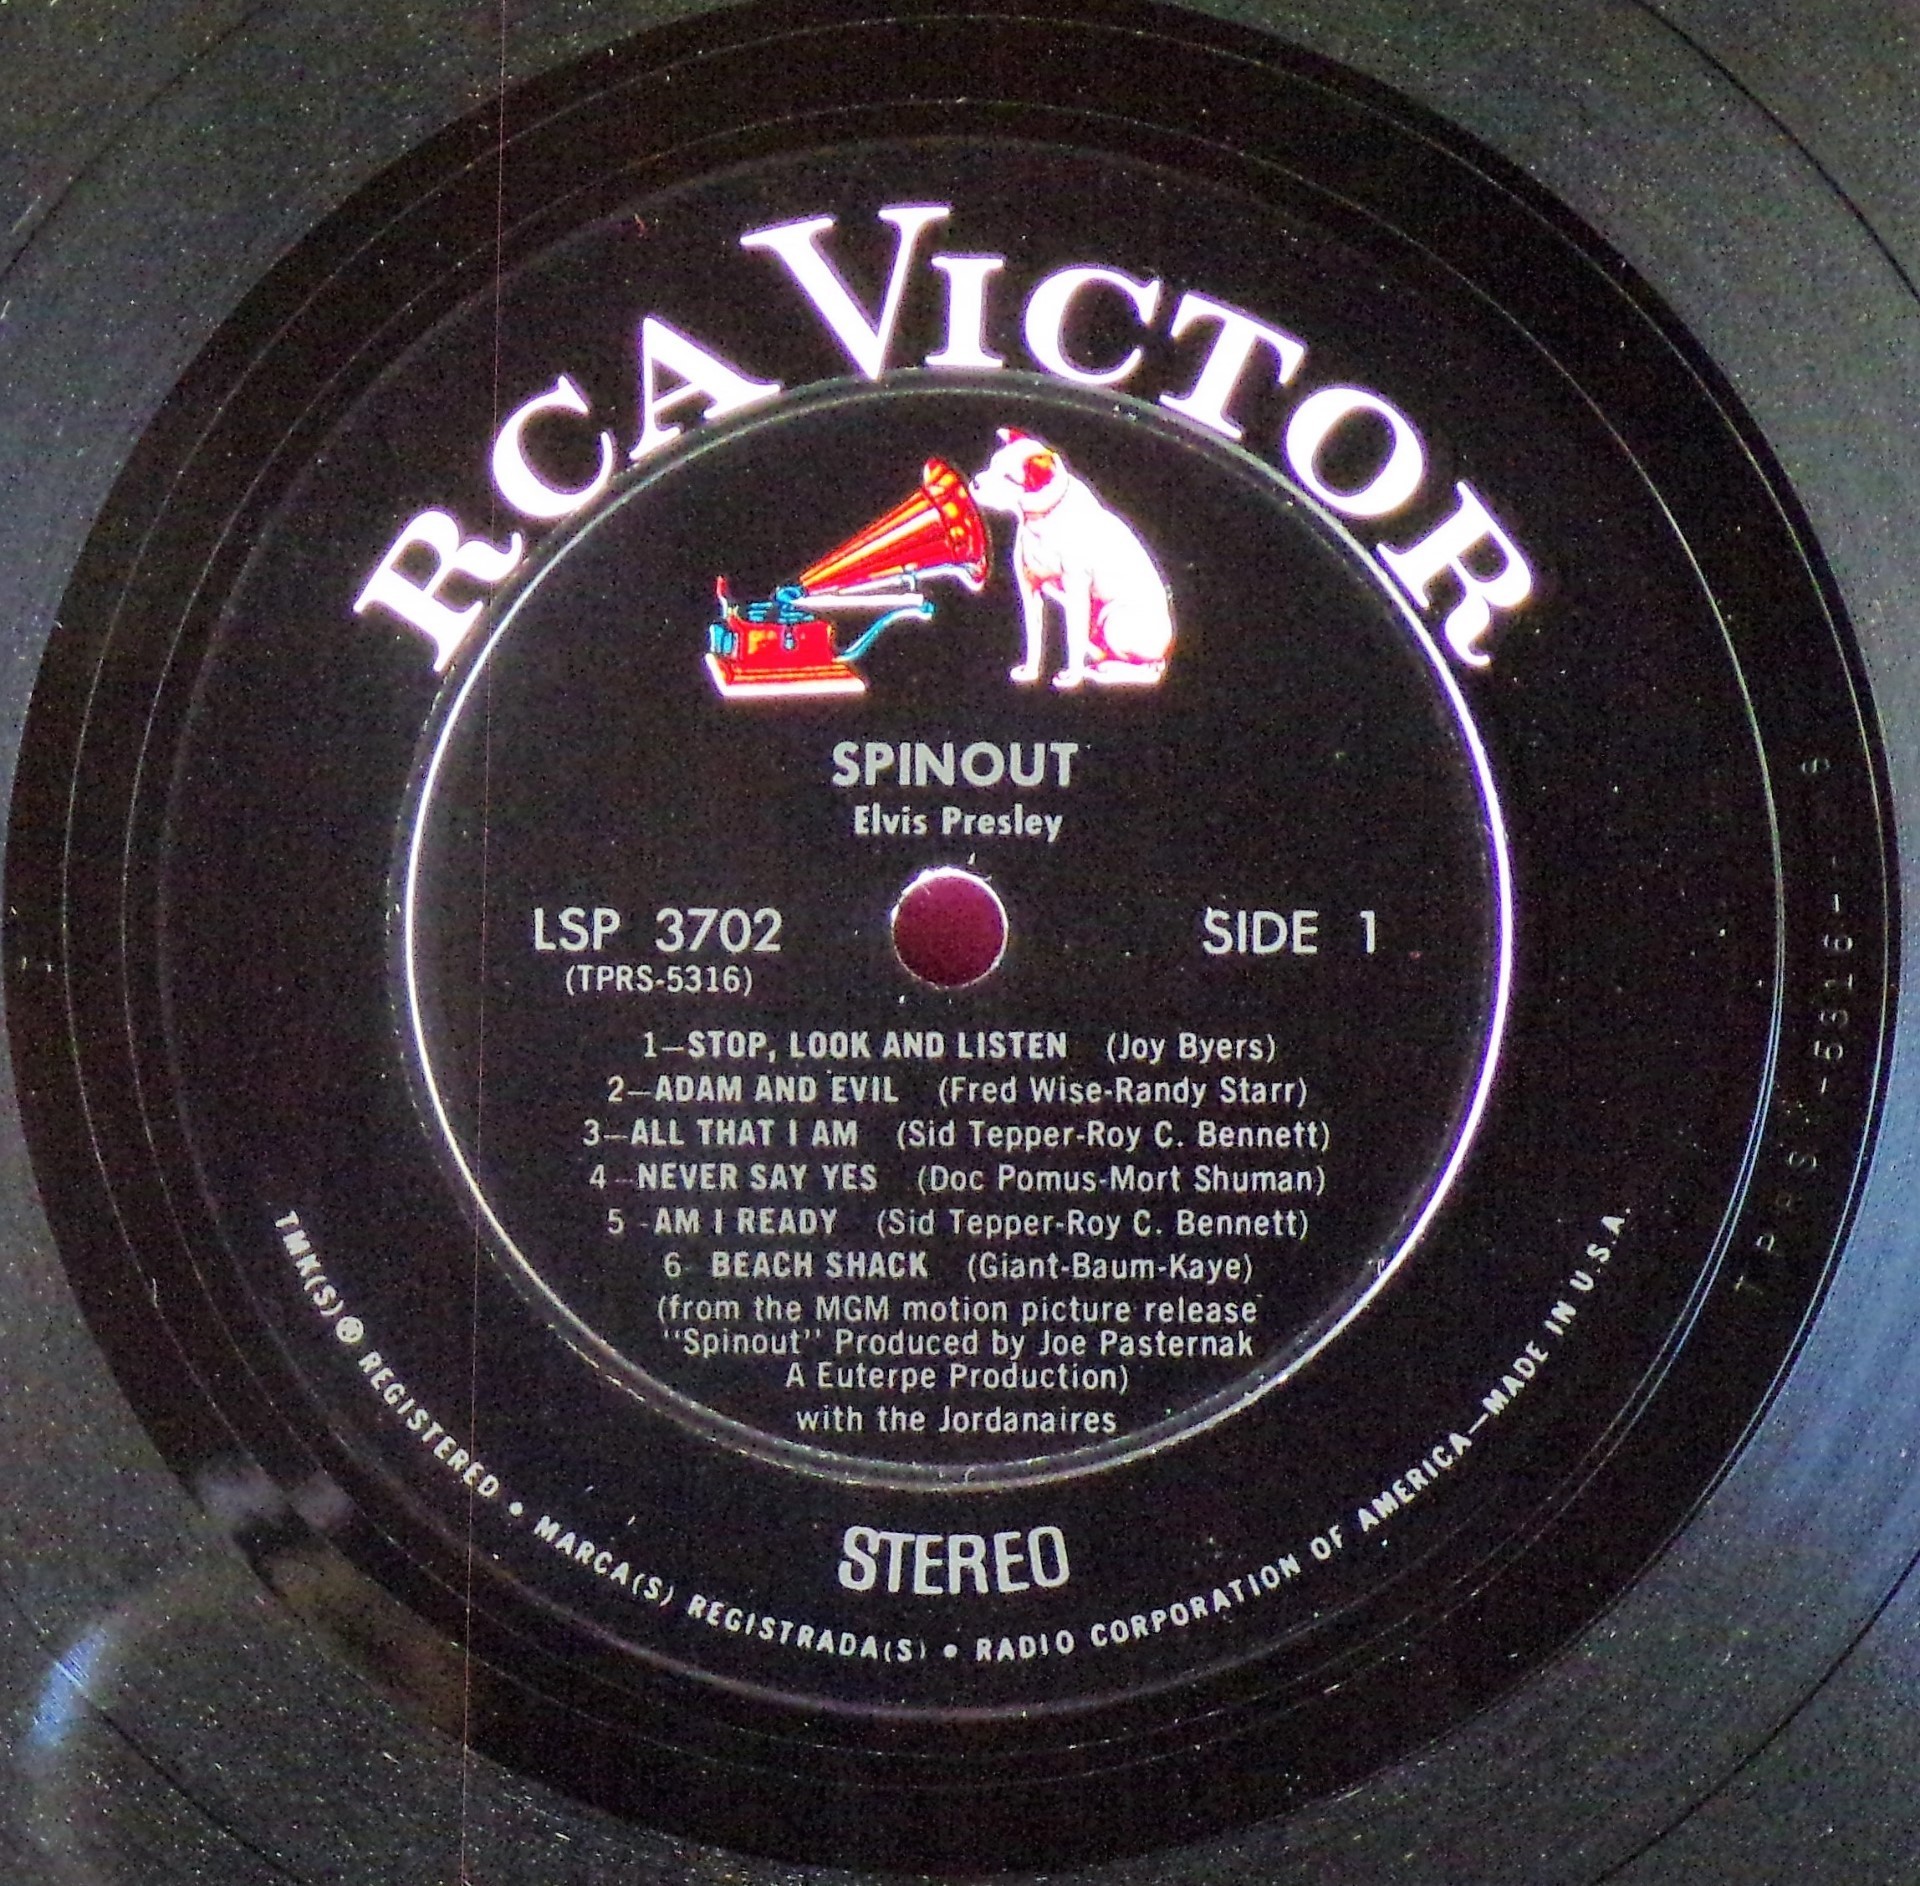 RCA VICTOR
SPINOUT
Elvis Presley
LSP 3702
(TPRS-5316)
SIDE 1
1—STOP, LOOK AND LISTEN (Joy Byers)
2—ADAM AND EVIL (Fred Wise-Randy Starr)
3—ALL THAT I AM (Sid Tepper-Roy C. Bennett)
4—NEVER SAY YES (Doc Pomus-Mort Shuman)
5-AM I READY (Sid Tepper-Roy C. Bennett)
6 BEACH SHACK (Giant-Baum-Kaye)
(from the MGM motion picture release
"Spinout" Produced by Joe Pasternak
A Euterpe Production)
with the Jordanaires
STEREO
TMK(S) ® REGISTERED • MARCA(S) REGISTRADA(S) • RADIO CORPORATION OF AMERICA—MADE IN U.S.A.